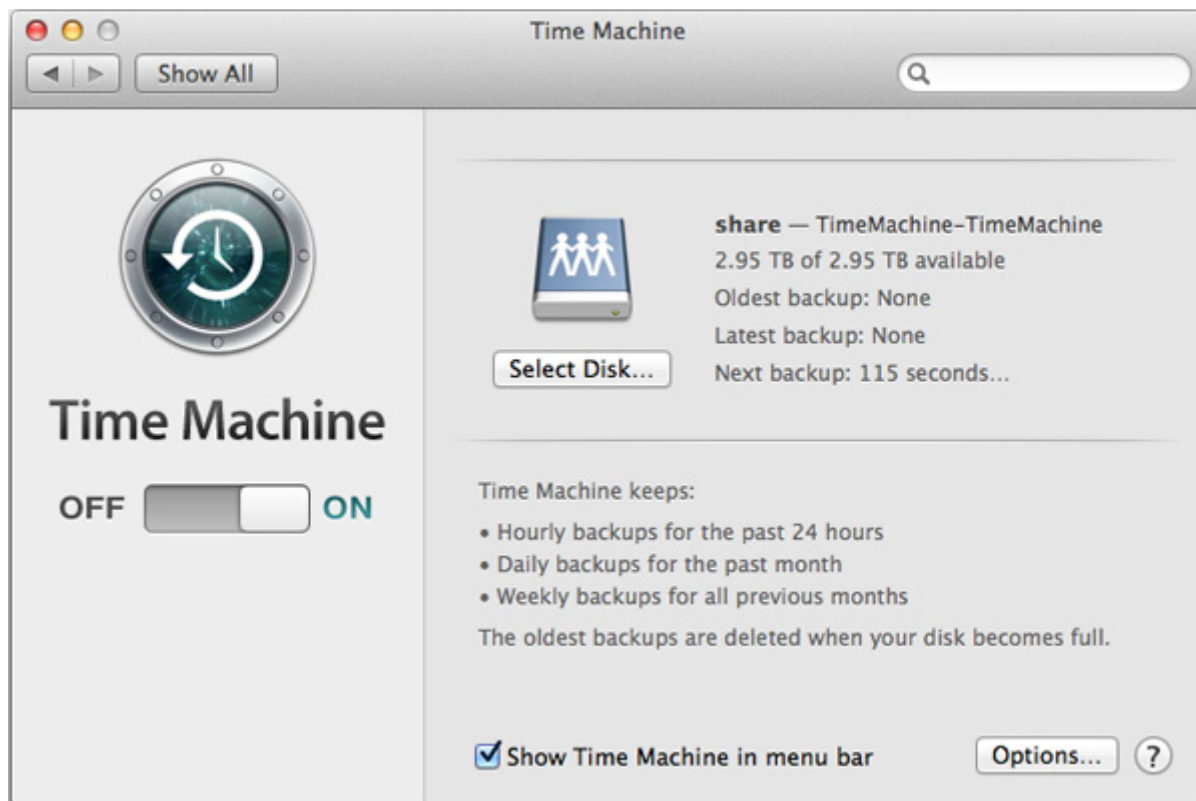 Time Machine
Show All
share — TimeMachine-TimeMachine
2.95 TB of 2.95 TB available
Oldest backup: None
Latest backup: None
Select Disk...
Next backup: 115 seconds...
Time Machine
OFF ON
Time Machine keeps:
• Hourly backups for the past 24 hours
• Daily backups for the past month
• Weekly backups for all previous months
The oldest backups are deleted when your disk becomes full.
Show Time Machine in menu bar
Options...
?